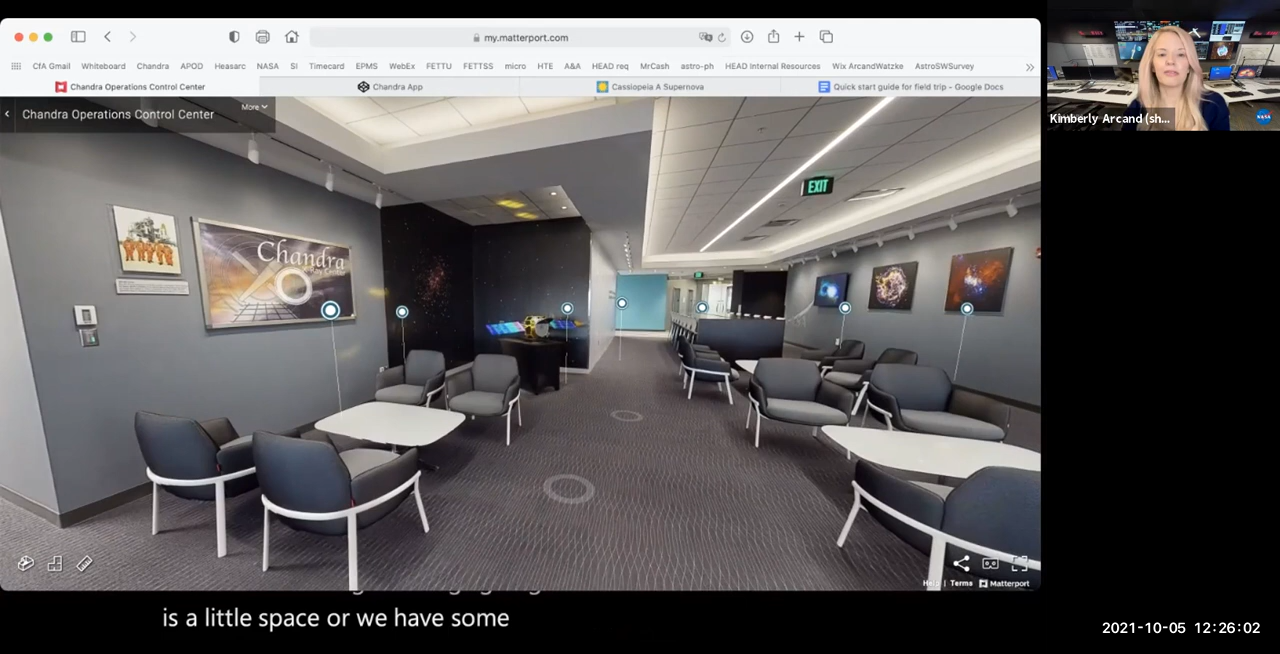 my.matterport.com
CfA Gmail Whiteboard Chandra APOD Heasarc NASA SI Timecard EPMS WebEx FETTU FETTSS micro HTE A&A HEAD req MrCash astro-ph HEAD Internal Resources Wix ArcandWatzke AstroSWSurvey
Chandra Operations Control Center Chandra App Cassiopeia A Supernova Quick start guide for field trip - Google Docs
Chandra Operations Control Center More
Kimberly Arcand (sh...
NASA
EXIT
Chandra
X-Ray Center
Help | Terms Matterport
is a little space or we have some
2021-10-05 12:26:02